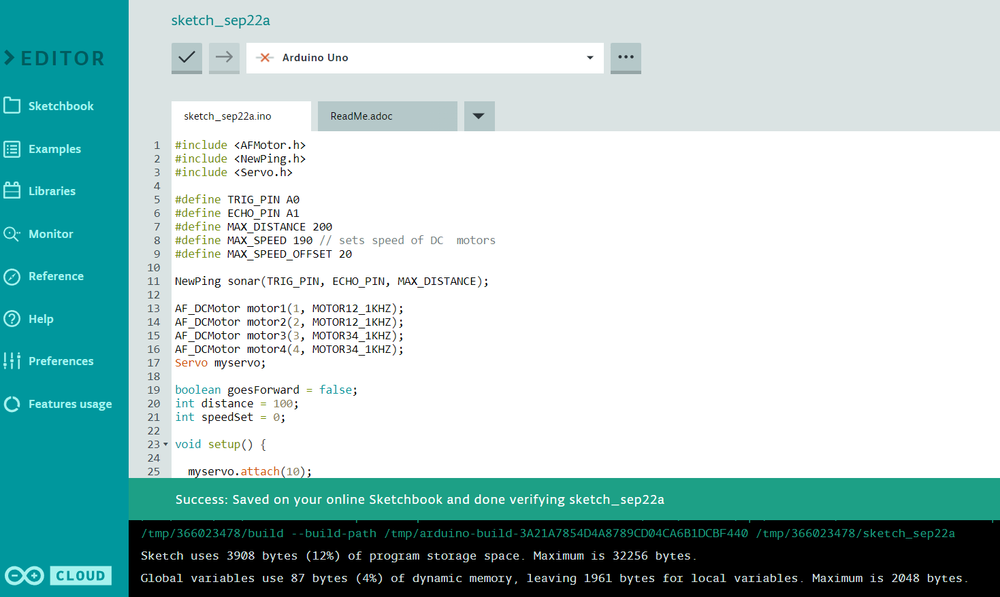 sketch_sep22a
EDITOR
Arduino Uno
Sketchbook
sketch_sep22a.ino
ReadMe.adoc
Examples
Libraries
Monitor
Reference
Help
Preferences
Features usage
1 #include <AFMotor.h>
2 #include <NewPing.h>
3 #include <Servo.h>
4
5 #define TRIG_PIN A0
6 #define ECHO_PIN A1
7 #define MAX_DISTANCE 200
8 #define MAX_SPEED 190 // sets speed of DC  motors
9 #define MAX_SPEED_OFFSET 20
10
11 NewPing sonar(TRIG_PIN, ECHO_PIN, MAX_DISTANCE);
12
13 AF_DCMotor motor1(1, MOTOR12_1KHZ);
14 AF_DCMotor motor2(2, MOTOR12_1KHZ);
15 AF_DCMotor motor3(3, MOTOR34_1KHZ);
16 AF_DCMotor motor4(4, MOTOR34_1KHZ);
17 Servo myservo;
18
19 boolean goesForward = false;
20 int distance = 100;
21 int speedSet = 0;
22
23 void setup() {
24
25   myservo.attach(10);
Success: Saved on your online Sketchbook and done verifying sketch_sep22a
/tmp/366023478/build --build-path /tmp/arduino-build-3A21A7854D4A8789CD04CA6B1DCBF440 /tmp/366023478/sketch_sep22a
Sketch uses 3908 bytes (12%) of program storage space. Maximum is 32256 bytes.
Global variables use 87 bytes (4%) of dynamic memory, leaving 1961 bytes for local variables. Maximum is 2048 bytes.
CLOUD